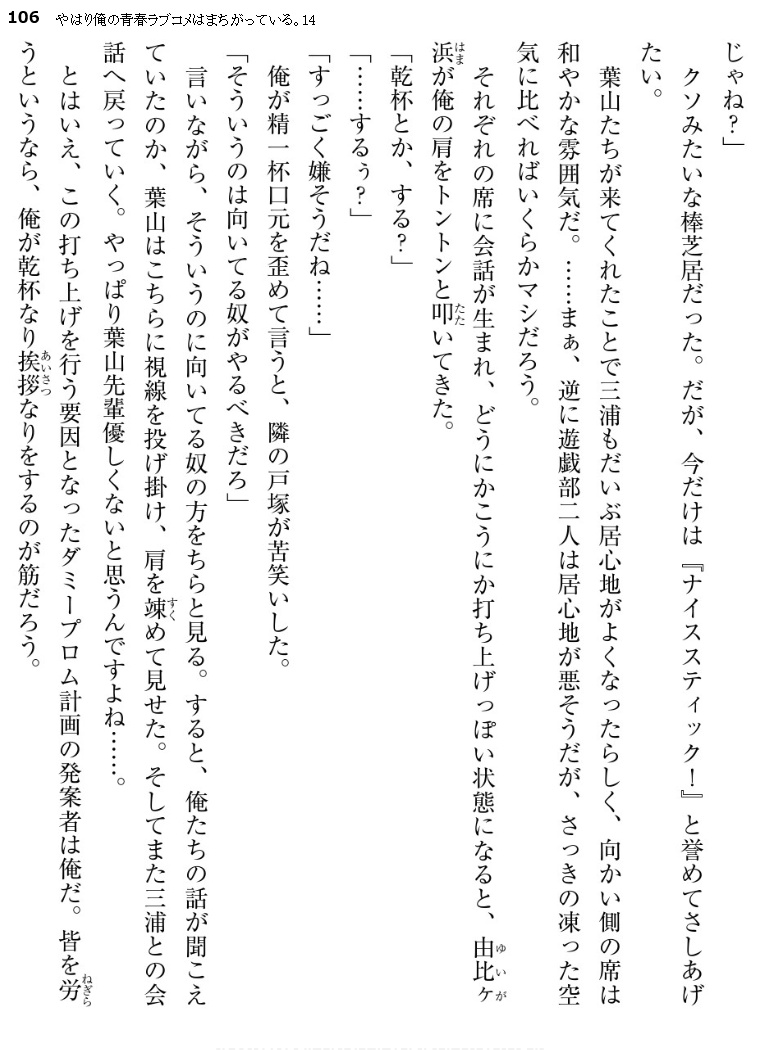 106 やはり俺の青春ラブコメはまちがっている。14
じゃね？」
クソみたいな棒芝居だった。だが、今だけは『ナイススティック！』と誉めてさしあげ
たい。
葉山たちが来てくれたことで三浦もだいぶ居心地がよくなったらしく、向かい側の席は
和やかな雰囲気だ。……まぁ、逆に遊戯部二人は居心地が悪そうだが、さっきの凍った空
気に比べればいくらかマシだろう。
それぞれの席に会話が生まれ、どうにかこうにか打ち上げっぽい状態になると、由比ヶ
浜が俺の肩をトントンと叩いてきた。
「乾杯とか、する？」
「……するぅ？」
「すっごく嫌そうだね……」
俺が精一杯口元を歪めて言うと、隣の戸塚が苦笑いした。
「そういうのは向いてる奴がやるべきだろ」
言いながら、そういうのに向いてる奴の方をちらと見る。すると、俺たちの話が聞こえ
ていたのか、葉山はこちらに視線を投げ掛け、肩を竦めて見せた。そしてまた三浦との会
話へ戻っていく。やっぱり葉山先輩優しくないと思うんですよね……。
とはいえ、この打ち上げを行う要因となったダミープロム計画の発案者は俺だ。皆を労
うというなら、俺が乾杯なり挨拶なりをするのが筋だろう。